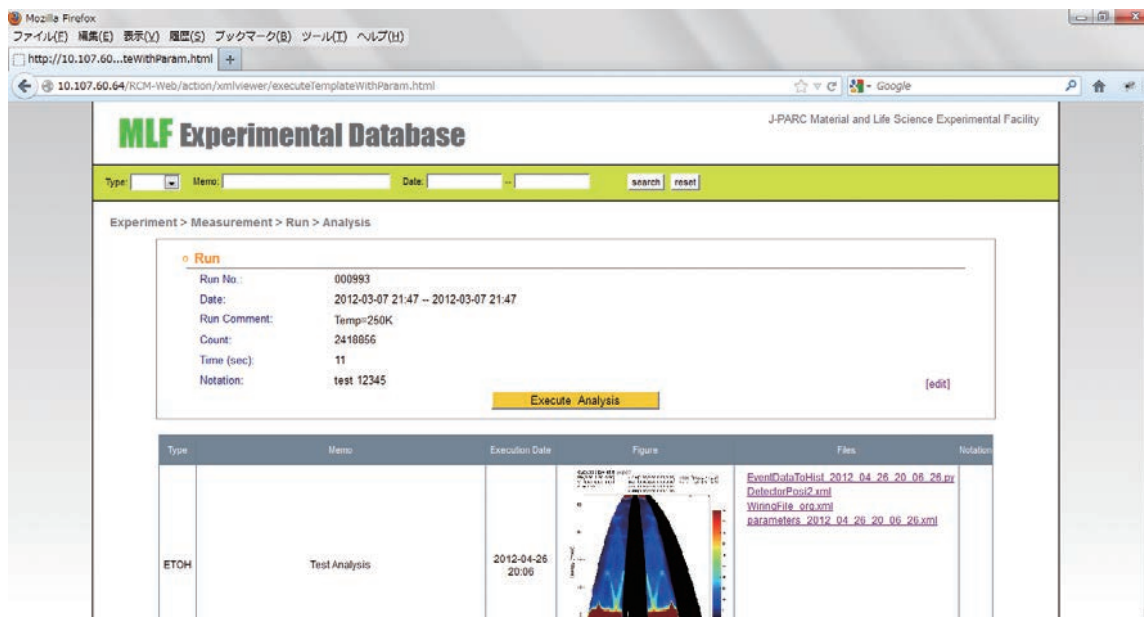 Mozilla Firefox
ファイル(F) 編集(E) 表示(V) 履歴(S) ブックマーク(B) ツール(T) ヘルプ(H)
http://10.107.60...teWithParam.html +
10.107.60.64/RCM-Web/action/xmlviewer/executeTemplateWithParam.html Google
MLF Experimental Database
J-PARC Material and Life Science Experimental Facility
Type: Memo: Date: -- search reset
Experiment > Measurement > Run > Analysis
Run
Run No.: 000993
Date: 2012-03-07 21:47 -- 2012-03-07 21:47
Run Comment: Temp=250K
Count: 2418856
Time (sec): 11
Notation: test 12345
[edit]
Execute Analysis
Type Memo Execution Date Figure Files Notation
EventDataToHist_2012_04_26_20_06_26.py
DetectorPosi2.xml
WiringFile_org.xml
parameters_2012_04_26_20_06_26.xml
ETOH Test Analysis 2012-04-26
20:06